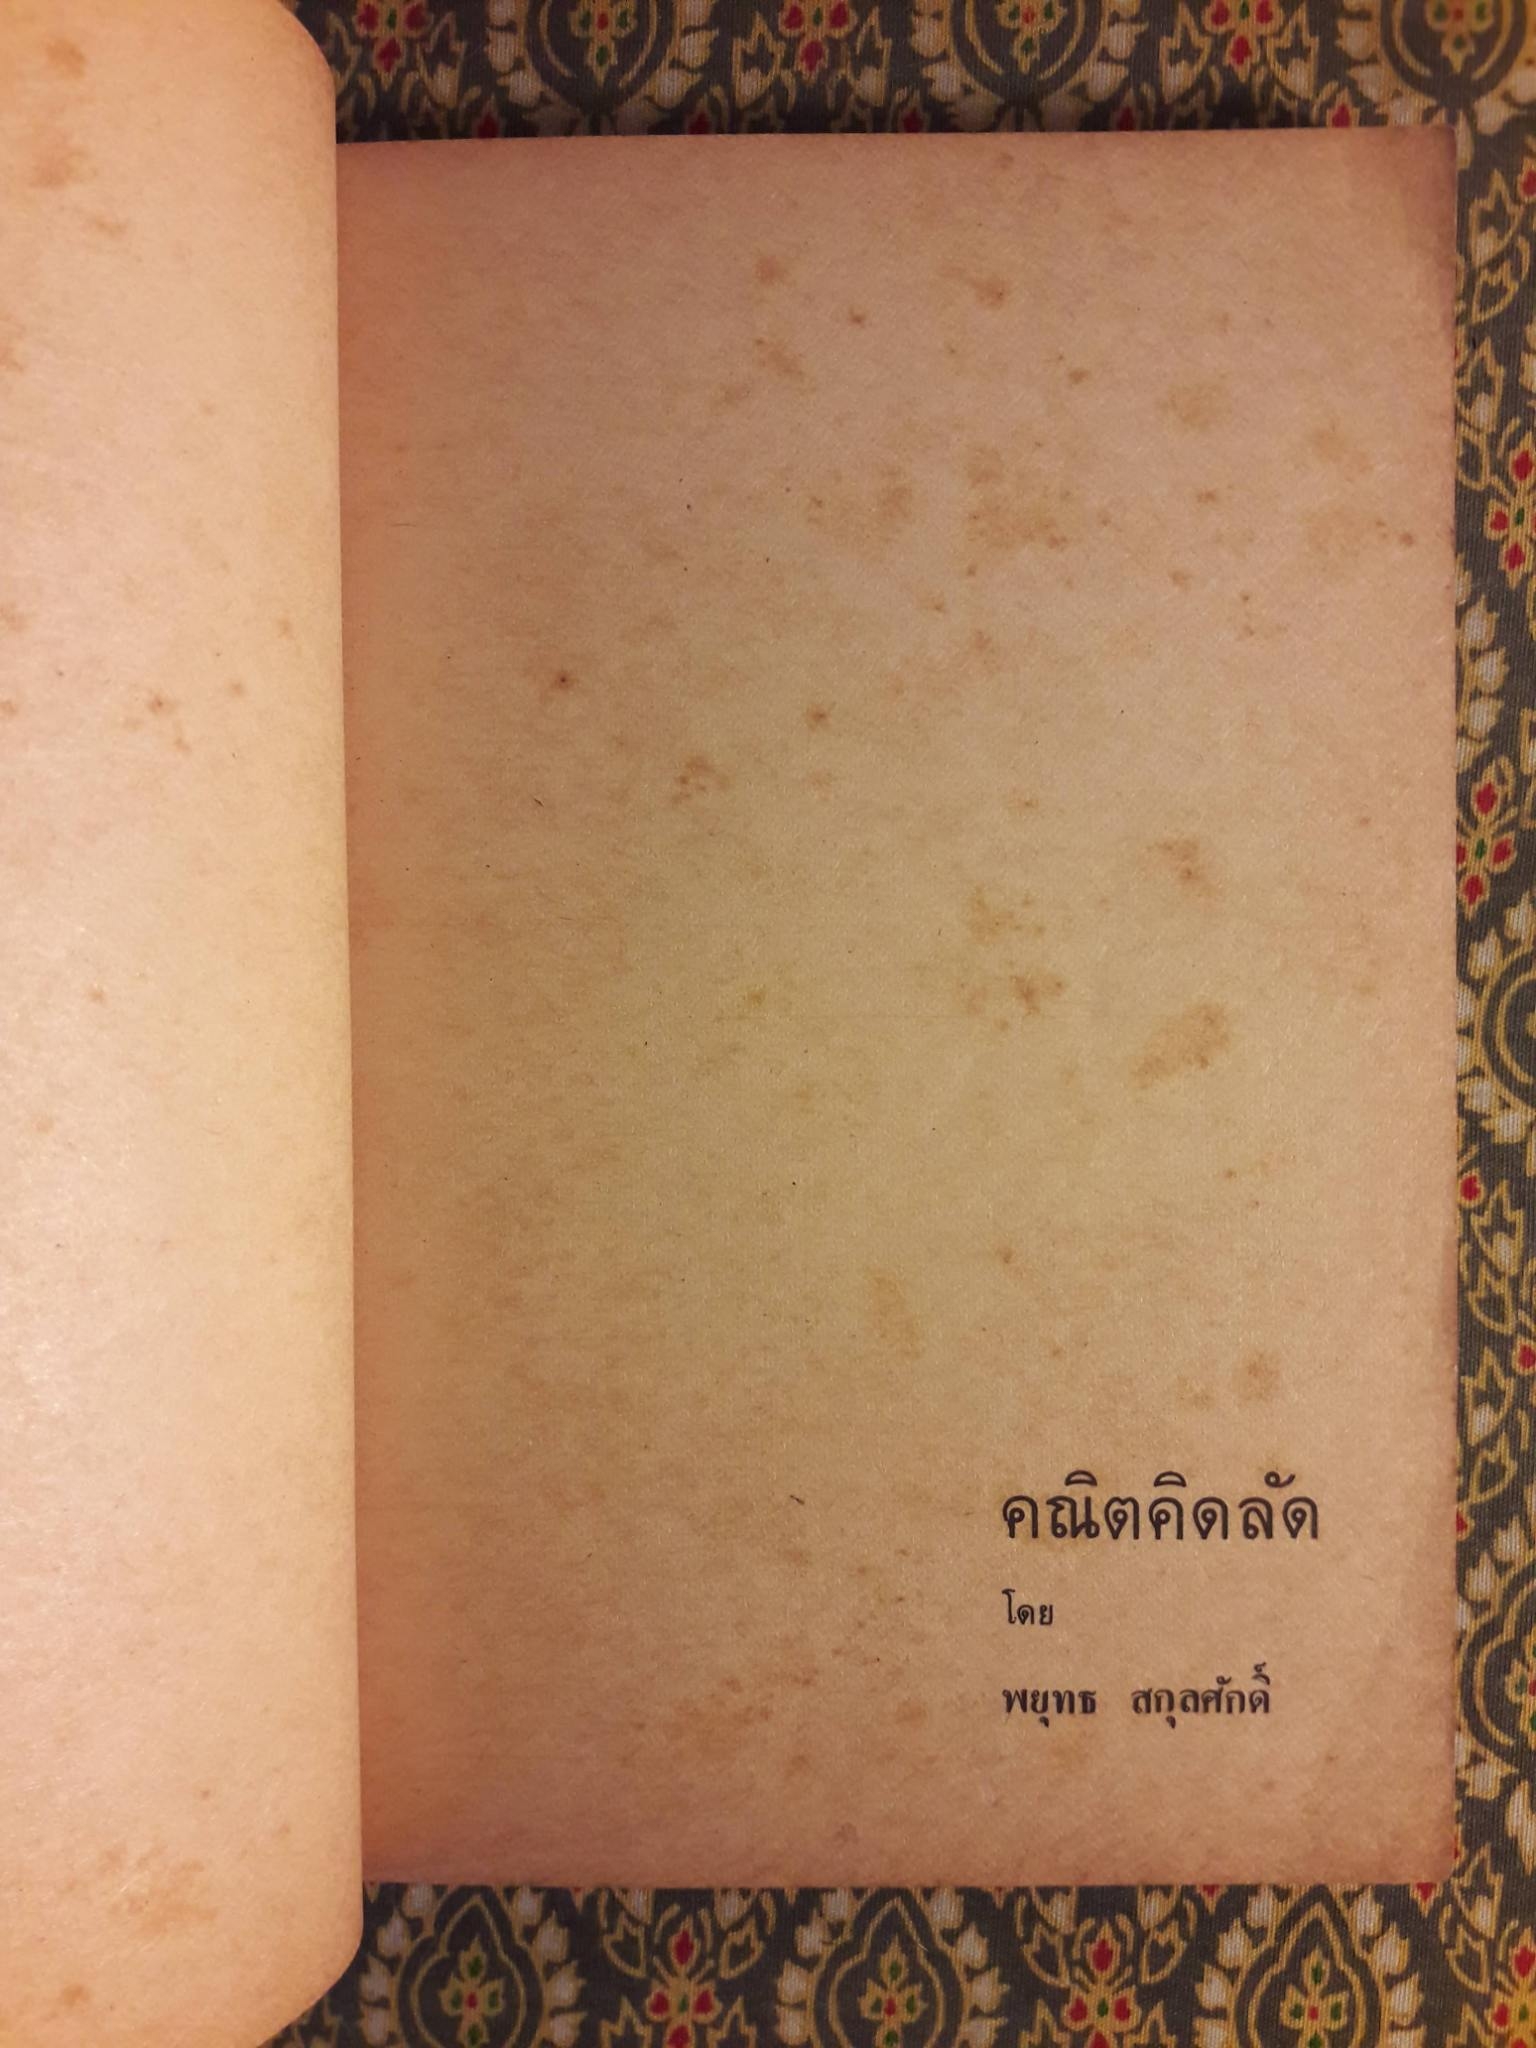 คณิตคิดลัด
โดย
พยุทธ สกุลศักดิ์